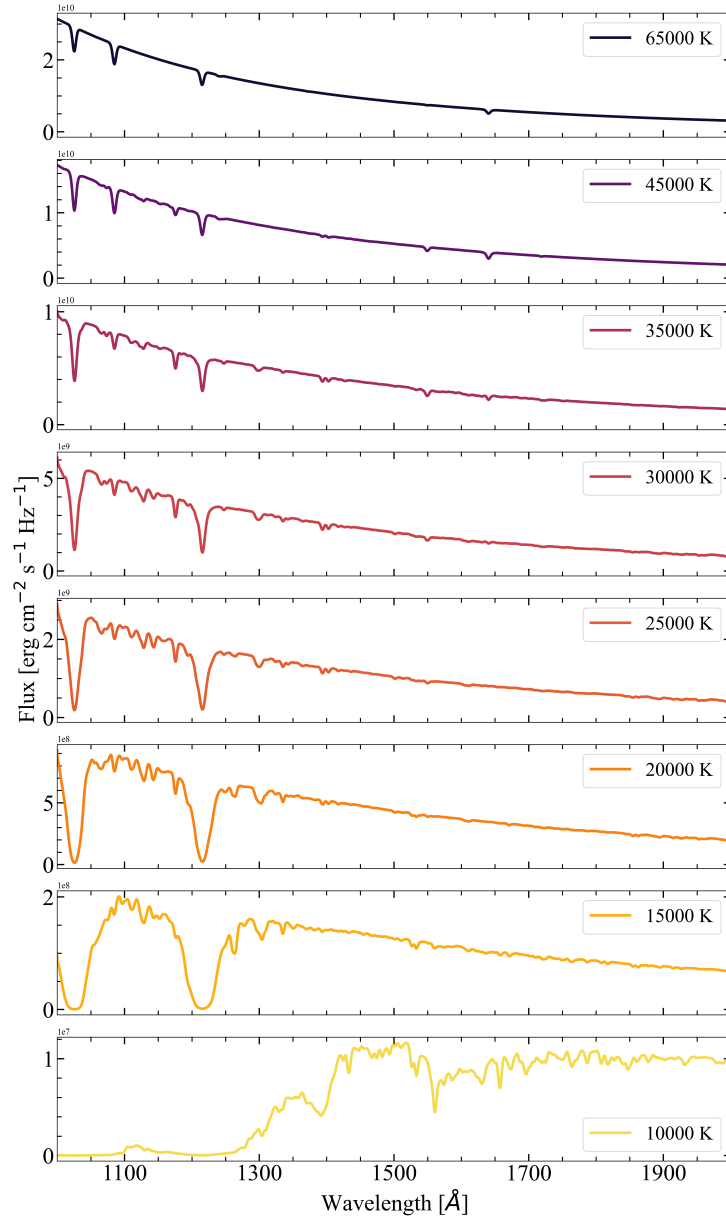 1e10
2
0
65000 K
1e10
1
0
45000 K
1e10
1
0
35000 K
1e9
5
0
30000 K
1e9
2
0
25000 K
1e8
5
0
20000 K
1e8
2
0
15000 K
1e7
1
0
10000 K
1100 1300 1500 1700 1900
Wavelength [Å]
Flux [erg cm⁻² s⁻¹ Hz⁻¹]